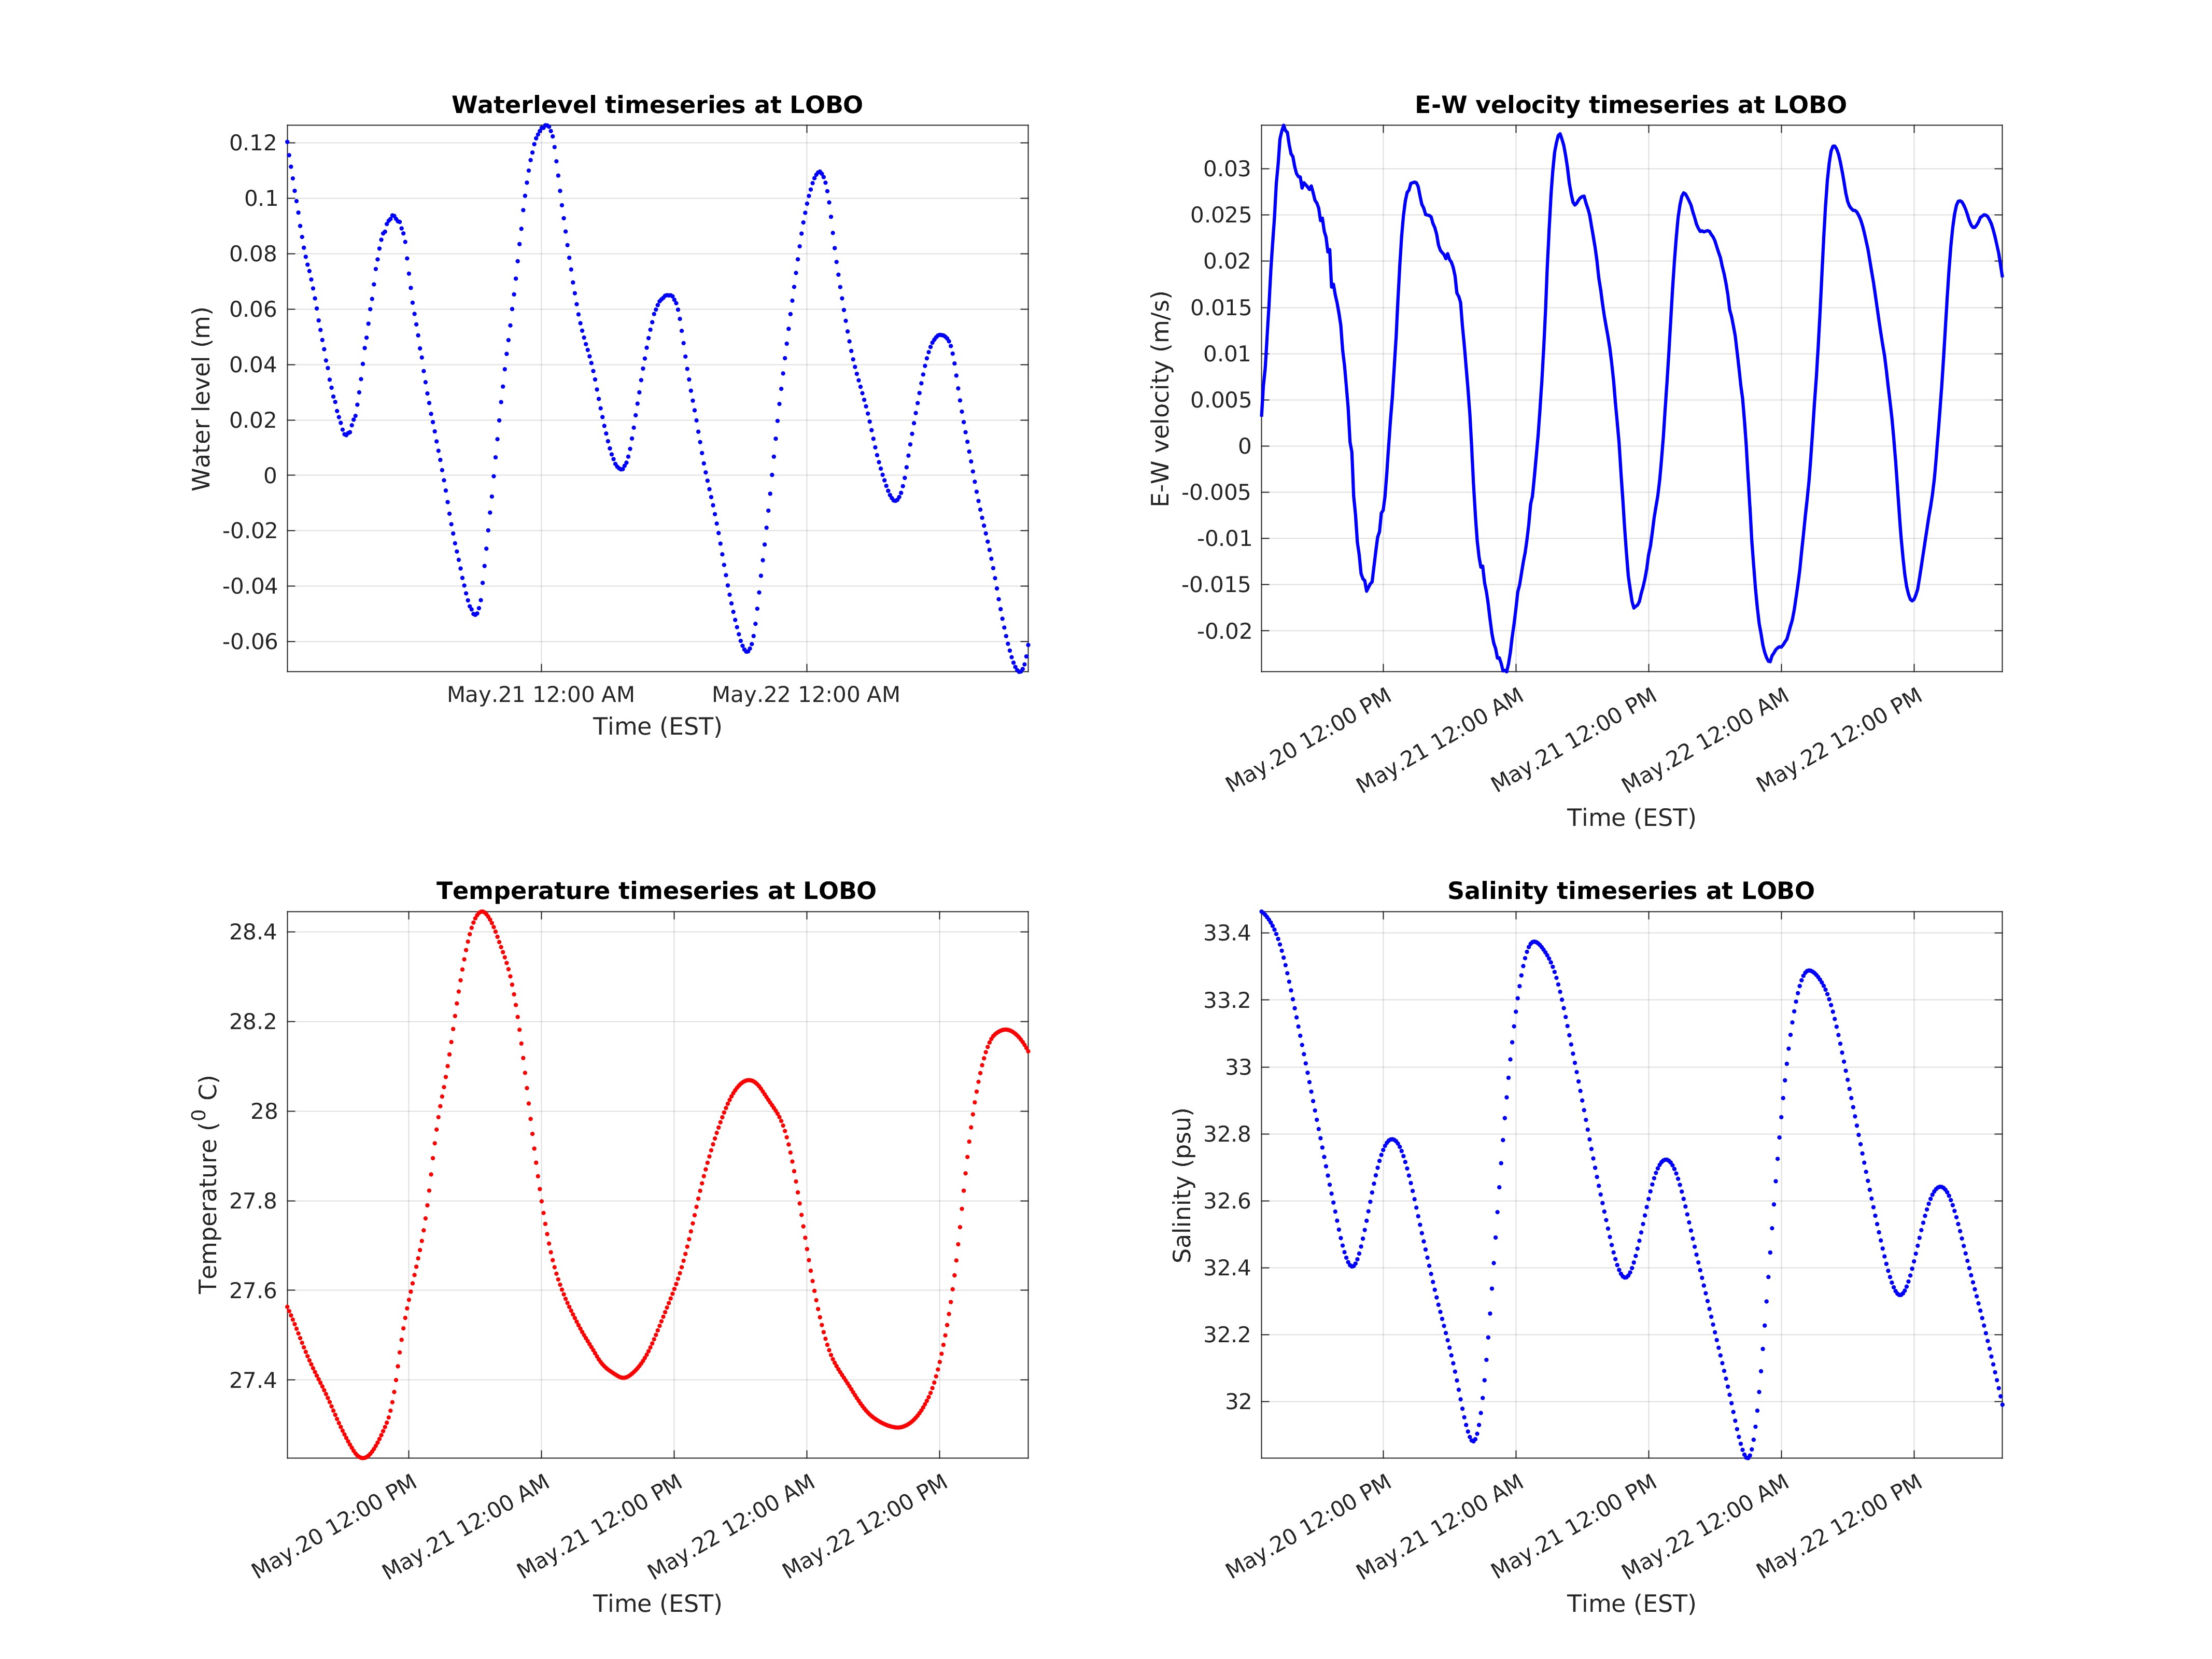 Waterlevel timeseries at LOBO
0.12
0.1
0.08
0.06
0.04
0.02
0
-0.02
-0.04
-0.06
Water level (m)
May.21 12:00 AM
May.22 12:00 AM
Time (EST)
E-W velocity timeseries at LOBO
0.03
0.025
0.02
0.015
0.01
0.005
0
-0.005
-0.01
-0.015
-0.02
E-W velocity (m/s)
May.20 12:00 PM
May.21 12:00 AM
May.21 12:00 PM
May.22 12:00 AM
May.22 12:00 PM
Time (EST)
Temperature timeseries at LOBO
28.4
28.2
28
27.8
27.6
27.4
Temperature (⁰ C)
May.20 12:00 PM
May.21 12:00 AM
May.21 12:00 PM
May.22 12:00 AM
May.22 12:00 PM
Time (EST)
Salinity timeseries at LOBO
33.4
33.2
33
32.8
32.6
32.4
32.2
32
Salinity (psu)
May.20 12:00 PM
May.21 12:00 AM
May.21 12:00 PM
May.22 12:00 AM
May.22 12:00 PM
Time (EST)